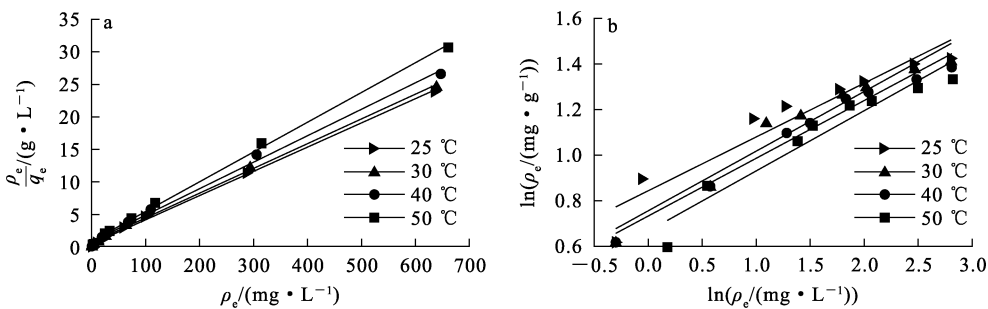 a
35
30
25
20
15
10
5
0
ρe/qe/(g·L⁻¹)
25 ℃
30 ℃
40 ℃
50 ℃
0 100 200 300 400 500 600 700
ρe/(mg·L⁻¹)
b
1.6
1.4
1.2
1.0
0.8
0.6
ln(ρe/(mg·g⁻¹))
25 ℃
30 ℃
40 ℃
50 ℃
−0.5 0.0 0.5 1.0 1.5 2.0 2.5 3.0
ln(ρe/(mg·L⁻¹))